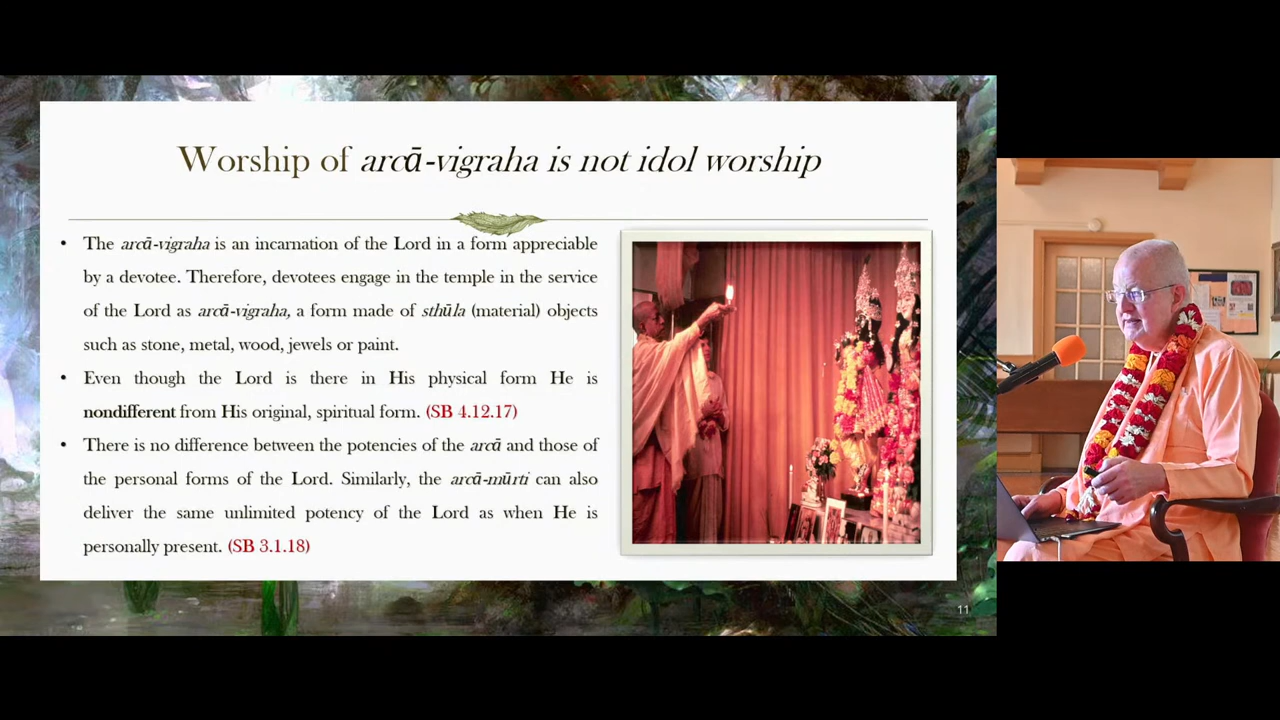 Worship of arcā-vigraha is not idol worship
• The arcā-vigraha is an incarnation of the Lord in a form appreciable
by a devotee. Therefore, devotees engage in the temple in the service
of the Lord as arcā-vigraha, a form made of sthūla (material) objects
such as stone, metal, wood, jewels or paint.
• Even though the Lord is there in His physical form He is
nondifferent from His original, spiritual form. (SB 4.12.17)
• There is no difference between the potencies of the arcā and those of
the personal forms of the Lord. Similarly, the arcā-mūrti can also
deliver the same unlimited potency of the Lord as when He is
personally present. (SB 3.1.18)
11